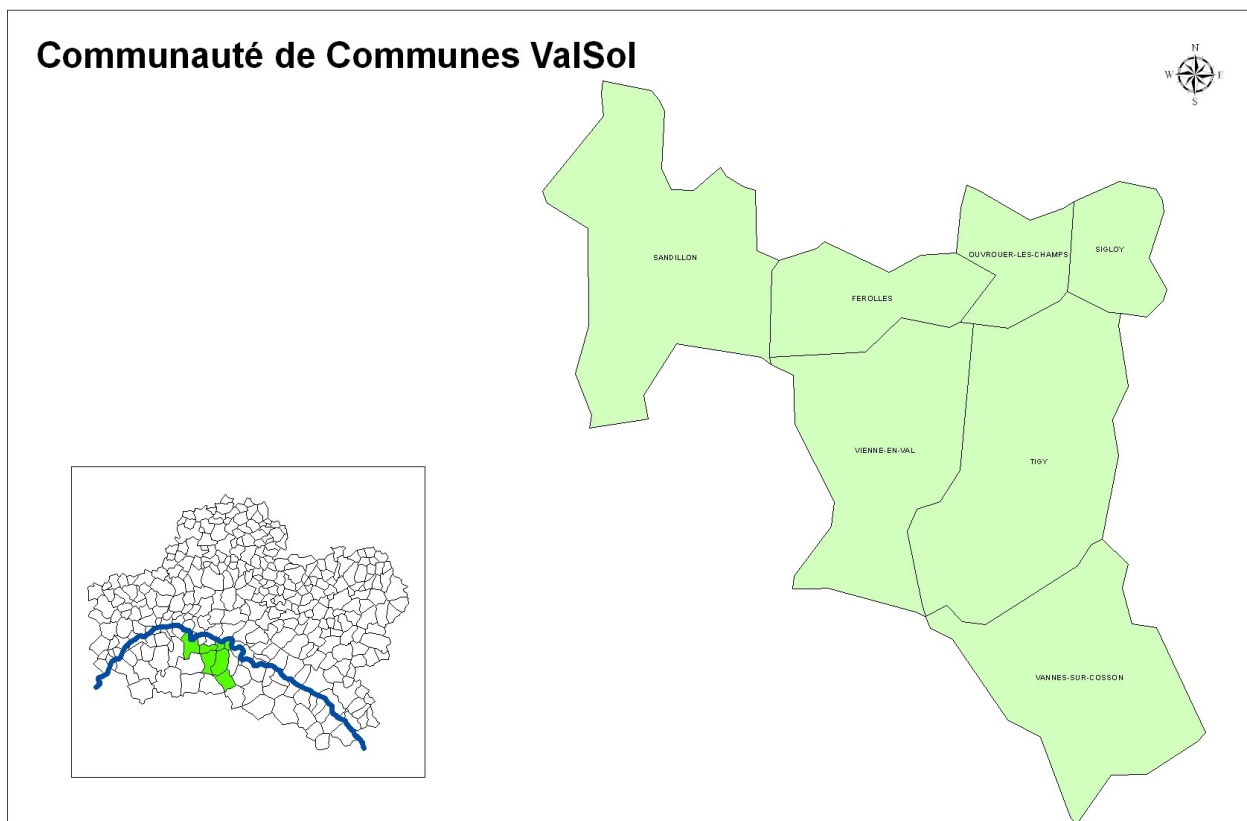 Communauté de Communes ValSol
N
W E
S
SANDILLON
OUVROUER-LES-CHAMPS
SIGLOY
FEROLLES
VIENNE-EN-VAL
TIGY
VANNES-SUR-COSSON